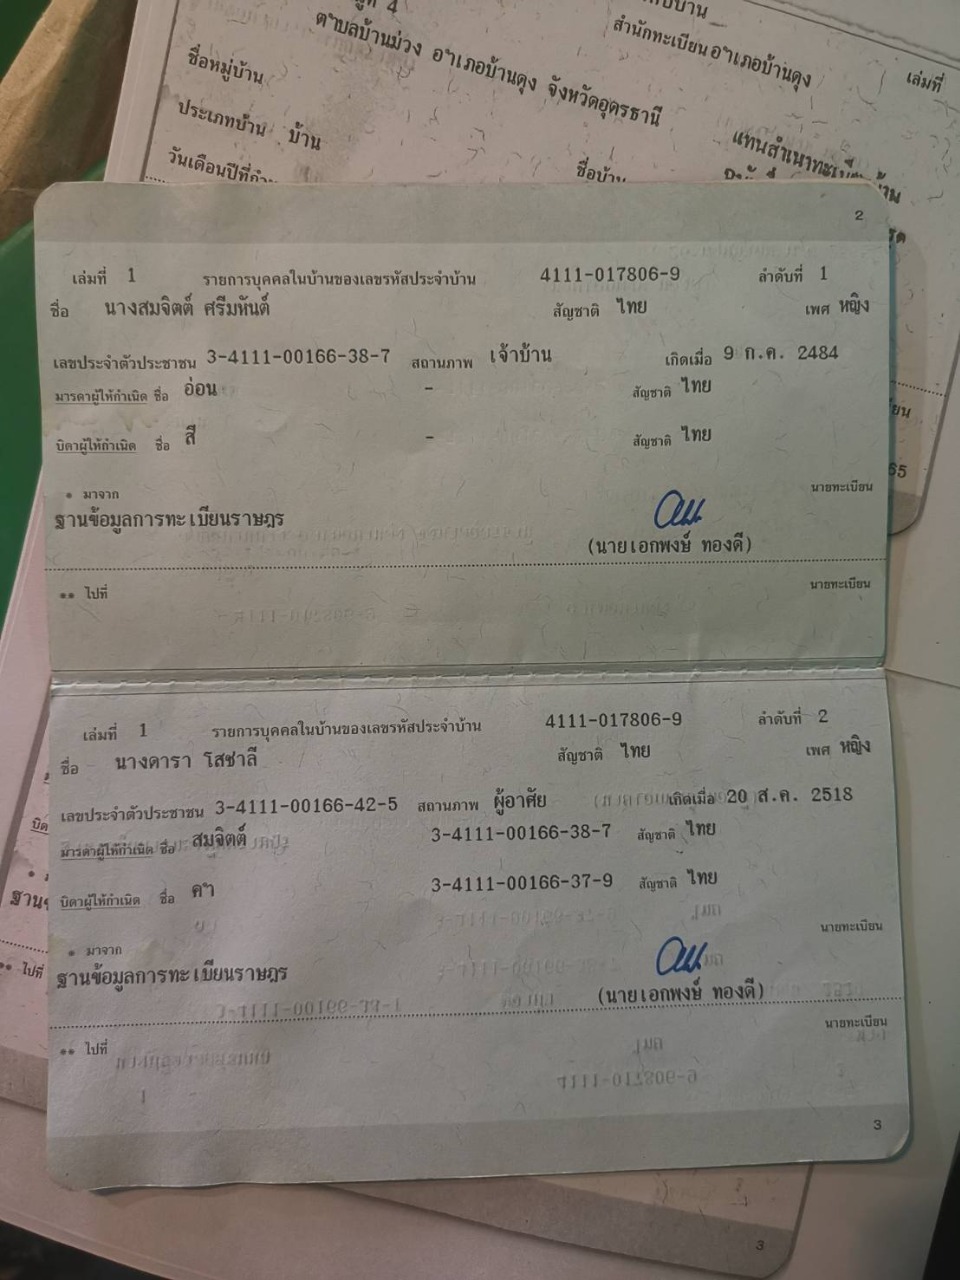 ตำบลบ้านม่วง อำเภอบ้านดุง จังหวัดอุดรธานี
สำนักทะเบียน อำเภอบ้านดุง
เล่มที่
ชื่อหมู่บ้าน
ประเภทบ้าน บ้าน
ชื่อบ้าน
วันเดือนปีที่
2
เล่มที่ 1 รายการบุคคลในบ้านของเลขรหัสประจำบ้าน 4111-017806-9 ลำดับที่ 1
ชื่อ นางสมจิตต์ ศรีมหันต์ สัญชาติ ไทย เพศ หญิง
เลขประจำตัวประชาชน 3-4111-00166-38-7 สถานภาพ เจ้าบ้าน เกิดเมื่อ 9 ก.ค. 2484
มารดาผู้ให้กำเนิด ชื่อ อ่อน - สัญชาติ ไทย
บิดาผู้ให้กำเนิด ชื่อ สี - สัญชาติ ไทย
* มาจาก นายทะเบียน
ฐานข้อมูลการทะเบียนราษฎร
(นายเอกพงษ์ ทองดี)
** ไปที่ นายทะเบียน
เล่มที่ 1 รายการบุคคลในบ้านของเลขรหัสประจำบ้าน 4111-017806-9 ลำดับที่ 2
ชื่อ นางดารา โสชาลี สัญชาติ ไทย เพศ หญิง
เลขประจำตัวประชาชน 3-4111-00166-42-5 สถานภาพ ผู้อาศัย เกิดเมื่อ 20 ส.ค. 2518
มารดาผู้ให้กำเนิด ชื่อ สมจิตต์ 3-4111-00166-38-7 สัญชาติ ไทย
บิดาผู้ให้กำเนิด ชื่อ คำ 3-4111-00166-37-9 สัญชาติ ไทย
* มาจาก นายทะเบียน
ฐานข้อมูลการทะเบียนราษฎร
(นายเอกพงษ์ ทองดี)
** ไปที่ นายทะเบียน
3
** ไปที่
3